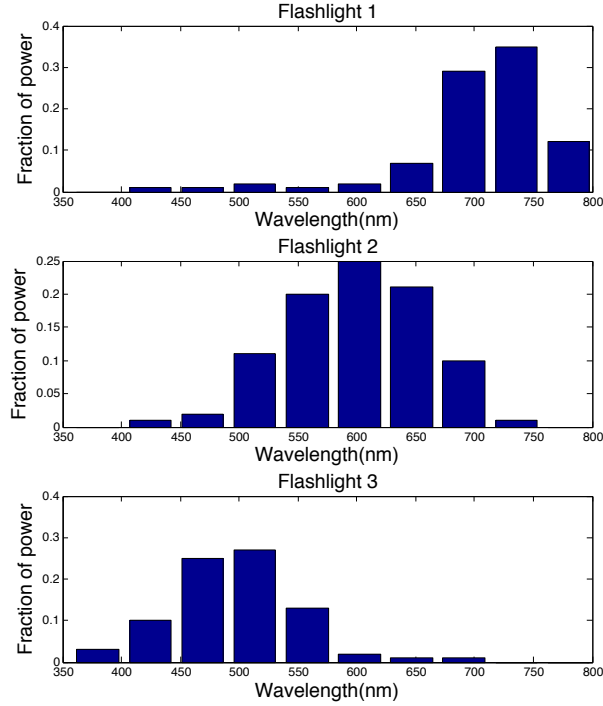 Flashlight 1
Fraction of power
0.4
0.3
0.2
0.1
0
350 400 450 500 550 600 650 700 750 800
Wavelength(nm)
Flashlight 2
Fraction of power
0.25
0.2
0.15
0.1
0.05
0
350 400 450 500 550 600 650 700 750 800
Wavelength(nm)
Flashlight 3
Fraction of power
0.4
0.3
0.2
0.1
0
350 400 450 500 550 600 650 700 750 800
Wavelength(nm)